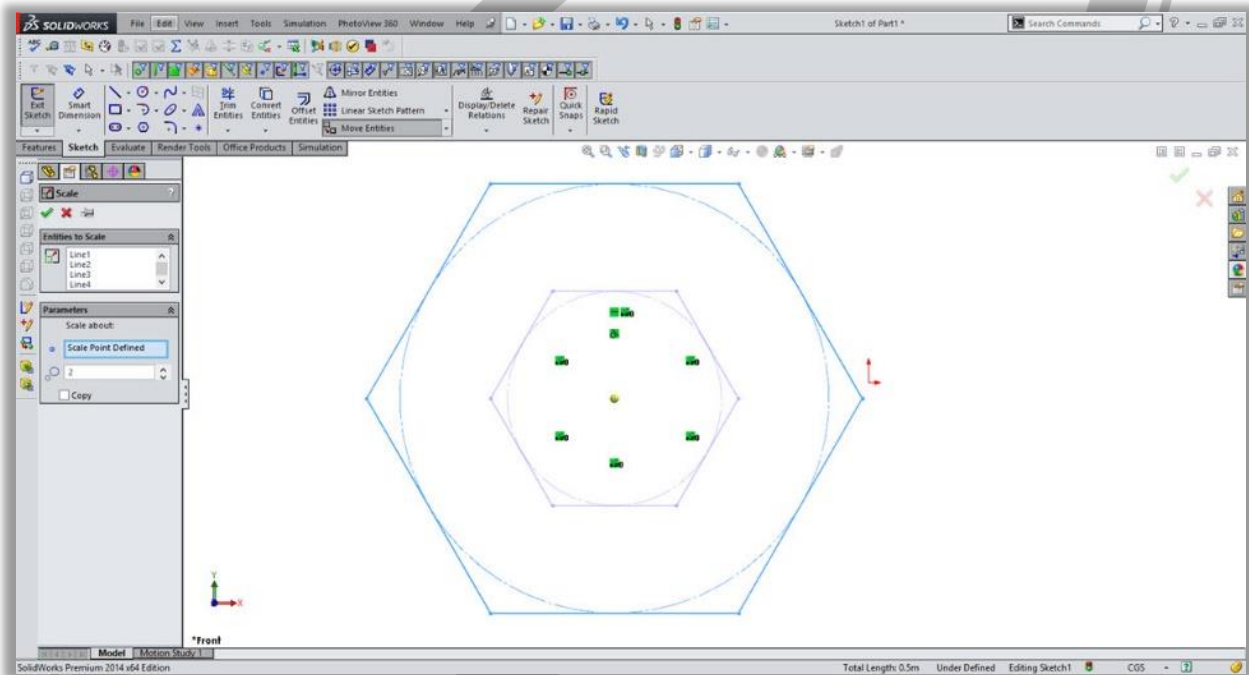 SOLIDWORKS File Edit View Insert Tools Simulation PhotoView 360 Window Help Sketch1 of Part1 * Search Commands
Exit Sketch
Smart Dimension
Trim Entities
Convert Entities
Offset Entities
Mirror Entities
Linear Sketch Pattern
Move Entities
Display/Delete Relations
Repair Sketch
Quick Snaps
Rapid Sketch
Features Sketch Evaluate Render Tools Office Products Simulation
Scale ?
Entities to Scale
Line1
Line2
Line3
Line4
Parameters
Scale about:
Scale Point Defined
2
Copy
Y
X
*Front
Model Motion Study 1
SolidWorks Premium 2014 x64 Edition Total Length: 0.5m Under Defined Editing Sketch1 CGS